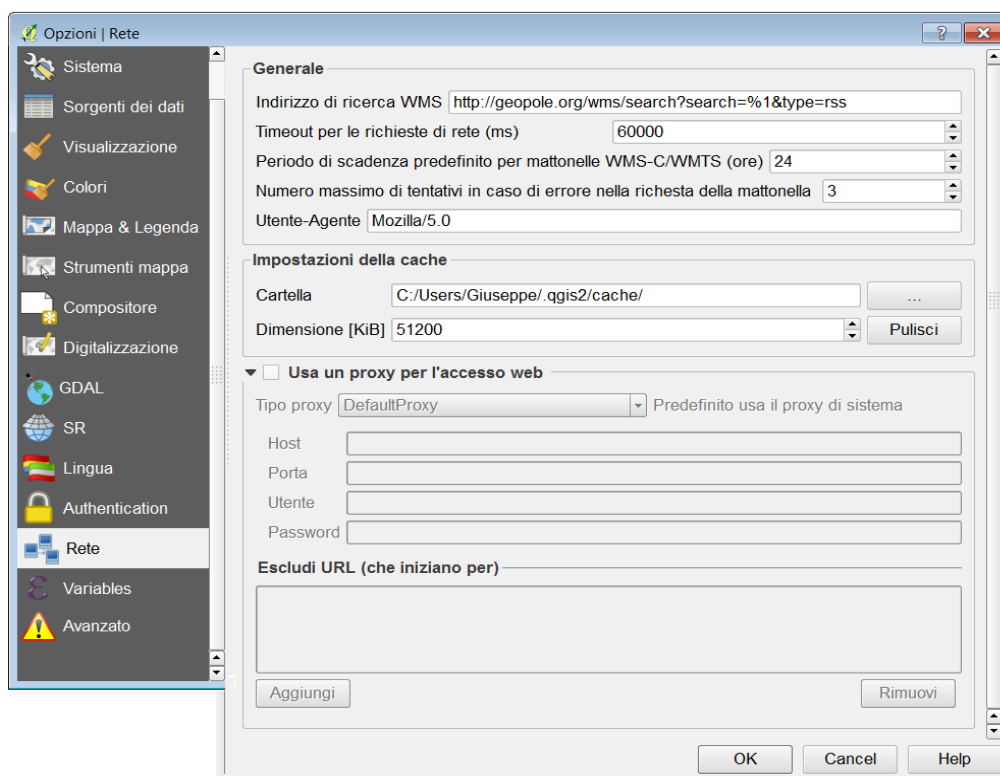 Opzioni | Rete
Sistema
Sorgenti dei dati
Visualizzazione
Colori
Mappa & Legenda
Strumenti mappa
Compositore
Digitalizzazione
GDAL
SR
Lingua
Authentication
Rete
Variables
Avanzato
Generale
Indirizzo di ricerca WMS http://geopole.org/wms/search?search=%1&type=rss
Timeout per le richieste di rete (ms) 60000
Periodo di scadenza predefinito per mattonelle WMS-C/WMTS (ore) 24
Numero massimo di tentativi in caso di errore nella richesta della mattonella 3
Utente-Agente Mozilla/5.0
Impostazioni della cache
Cartella C:/Users/Giuseppe/.qgis2/cache/ ...
Dimensione [KiB] 51200 Pulisci
Usa un proxy per l'accesso web
Tipo proxy DefaultProxy Predefinito usa il proxy di sistema
Host
Porta
Utente
Password
Escludi URL (che iniziano per)
Aggiungi Rimuovi
OK Cancel Help